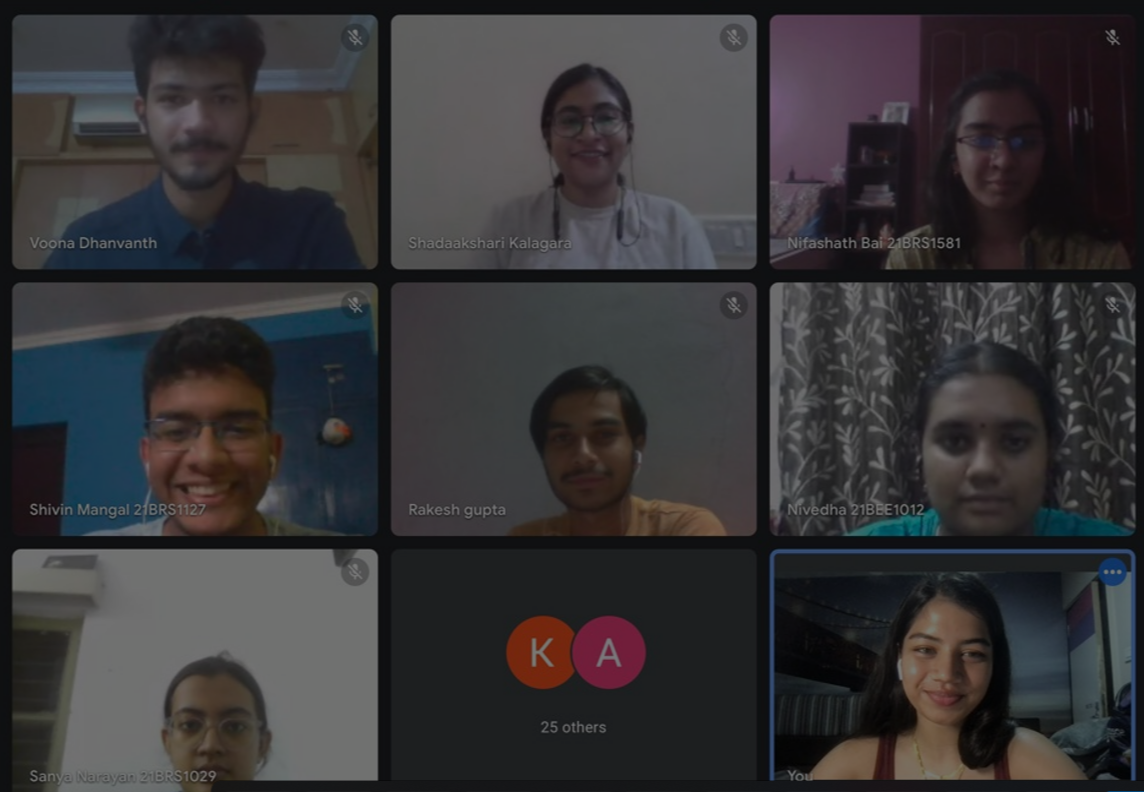 Voona Dhanvanth
Shadaakshari Kalagara
Nifashath Bai 21BRS1581
Shivin Mangal 21BRS1127
Rakesh gupta
Nivedha 21BEE1012
Sanya Narayan 21BRS1029
K A
25 others
You